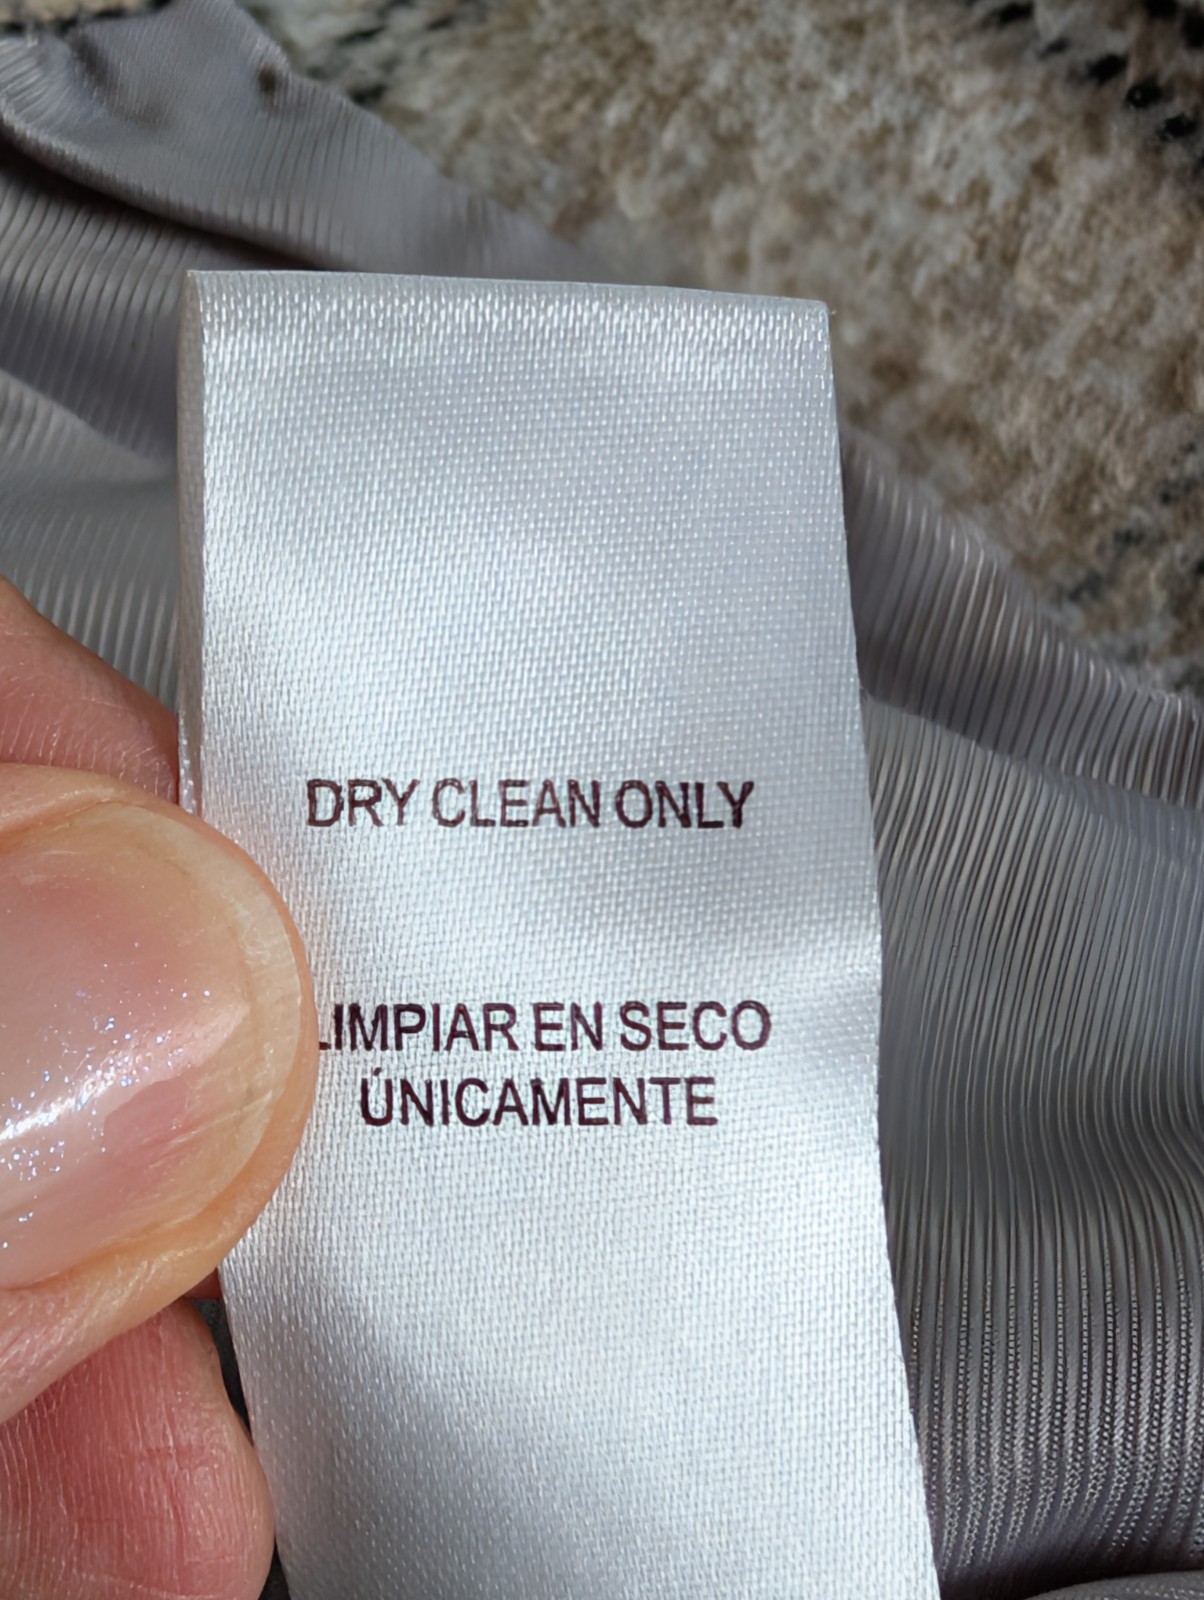 DRY CLEAN ONLY
LIMPIAR EN SECO
ÚNICAMENTE